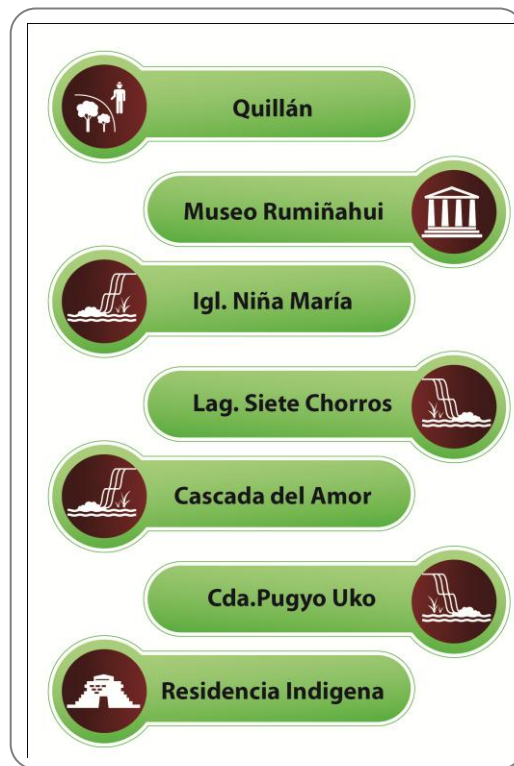 Quillán
Museo Rumiñahui
Igl. Niña María
Lag. Siete Chorros
Cascada del Amor
Cda.Pugyo Uko
Residencia Indigena